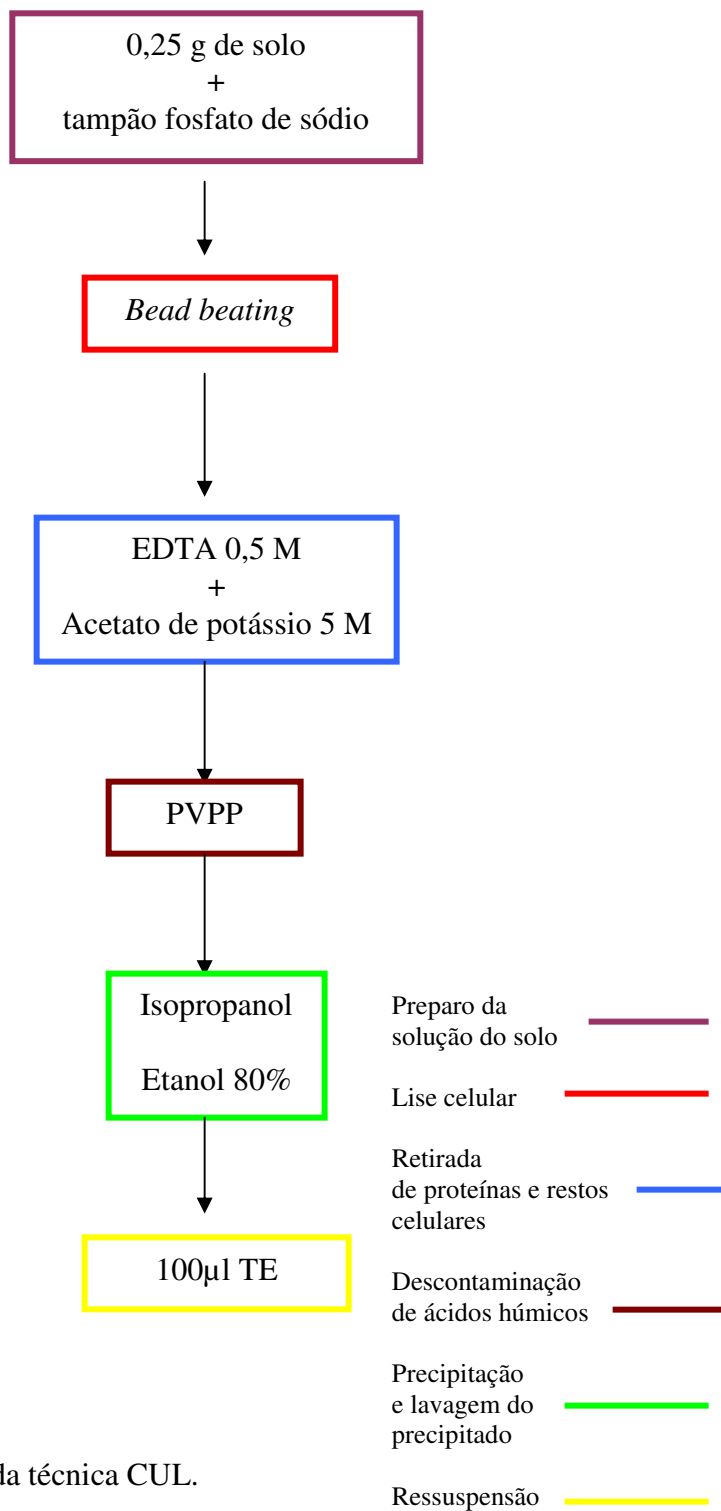 0,25 g de solo
+
tampão fosfato de sódio
Bead beating
EDTA 0,5 M
+
Acetato de potássio 5 M
PVPP
Isopropanol
Etanol 80%
100µl TE
Preparo da
solução do solo
Lise celular
Retirada
de proteínas e restos
celulares
Descontaminação
de ácidos húmicos
Precipitação
e lavagem do
precipitado
Ressuspensão
da técnica CUL.